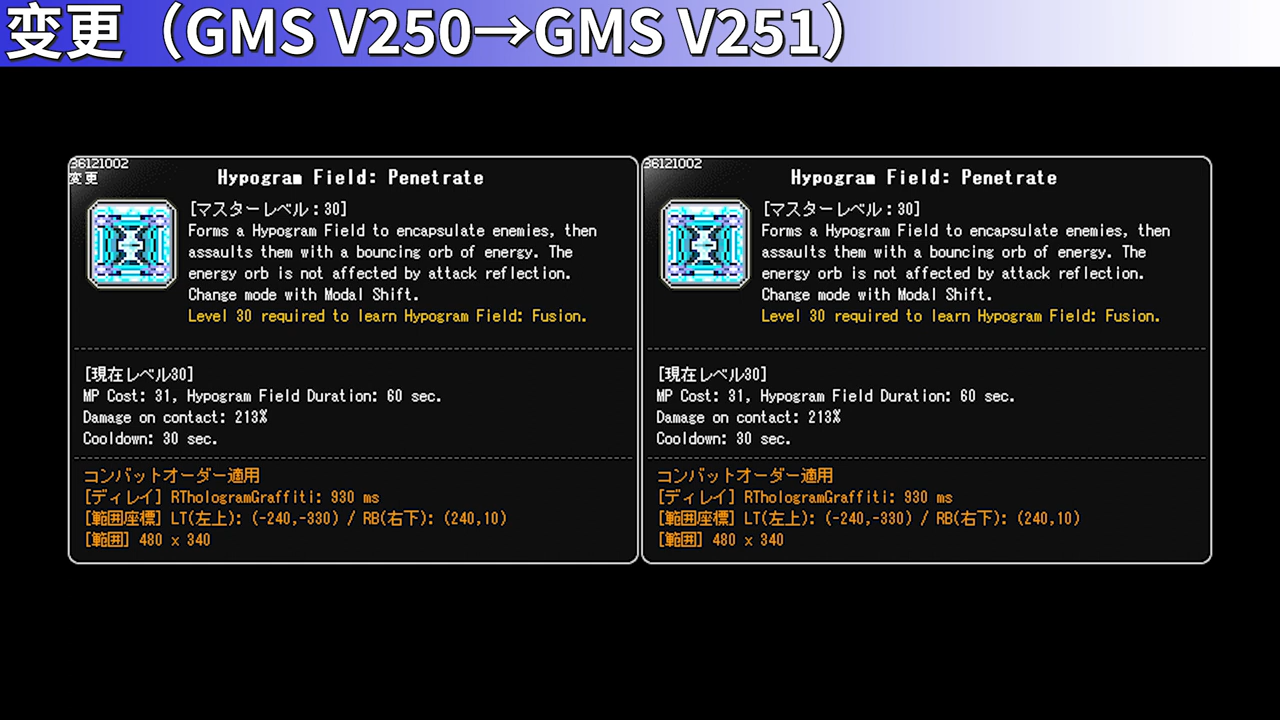 変更（GMS V250→GMS V251）
36121002
変更
Hypogram Field: Penetrate
[マスターレベル：30]
Forms a Hypogram Field to encapsulate enemies, then
assaults them with a bouncing orb of energy. The
energy orb is not affected by attack reflection.
Change mode with Modal Shift.
Level 30 required to learn Hypogram Field: Fusion.
[現在レベル30]
MP Cost: 31, Hypogram Field Duration: 60 sec.
Damage on contact: 213%
Cooldown: 30 sec.
コンバットオーダー適用
[ディレイ] RThologramGraffiti: 930 ms
[範囲座標] LT(左上): (-240,-330) / RB(右下): (240,10)
[範囲] 480 x 340
36121002
Hypogram Field: Penetrate
[マスターレベル：30]
Forms a Hypogram Field to encapsulate enemies, then
assaults them with a bouncing orb of energy. The
energy orb is not affected by attack reflection.
Change mode with Modal Shift.
Level 30 required to learn Hypogram Field: Fusion.
[現在レベル30]
MP Cost: 31, Hypogram Field Duration: 60 sec.
Damage on contact: 213%
Cooldown: 30 sec.
コンバットオーダー適用
[ディレイ] RThologramGraffiti: 930 ms
[範囲座標] LT(左上): (-240,-330) / RB(右下): (240,10)
[範囲] 480 x 340